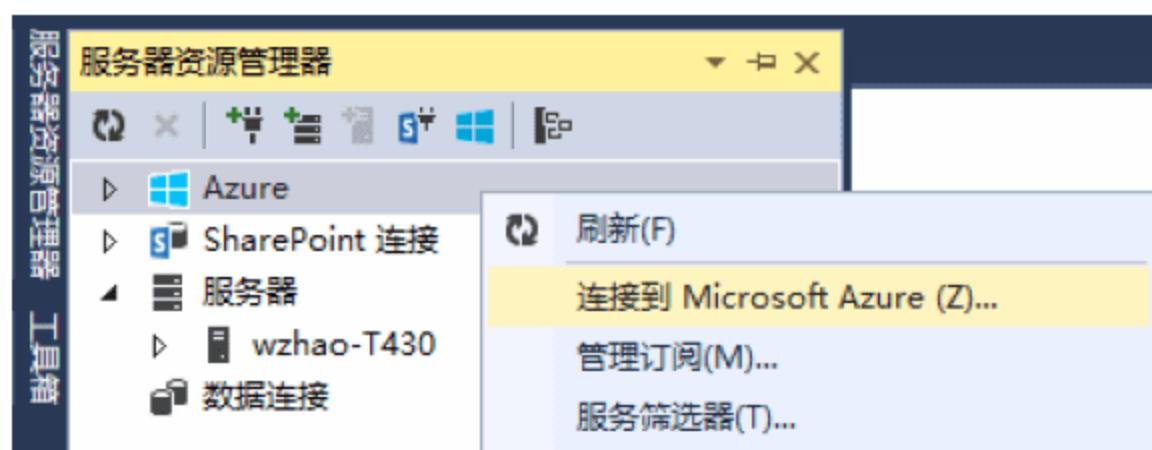 服务器资源管理器
工具箱
服务器资源管理器
Azure
SharePoint 连接
服务器
wzhao-T430
数据连接
刷新(F)
连接到 Microsoft Azure (Z)...
管理订阅(M)...
服务筛选器(T)...